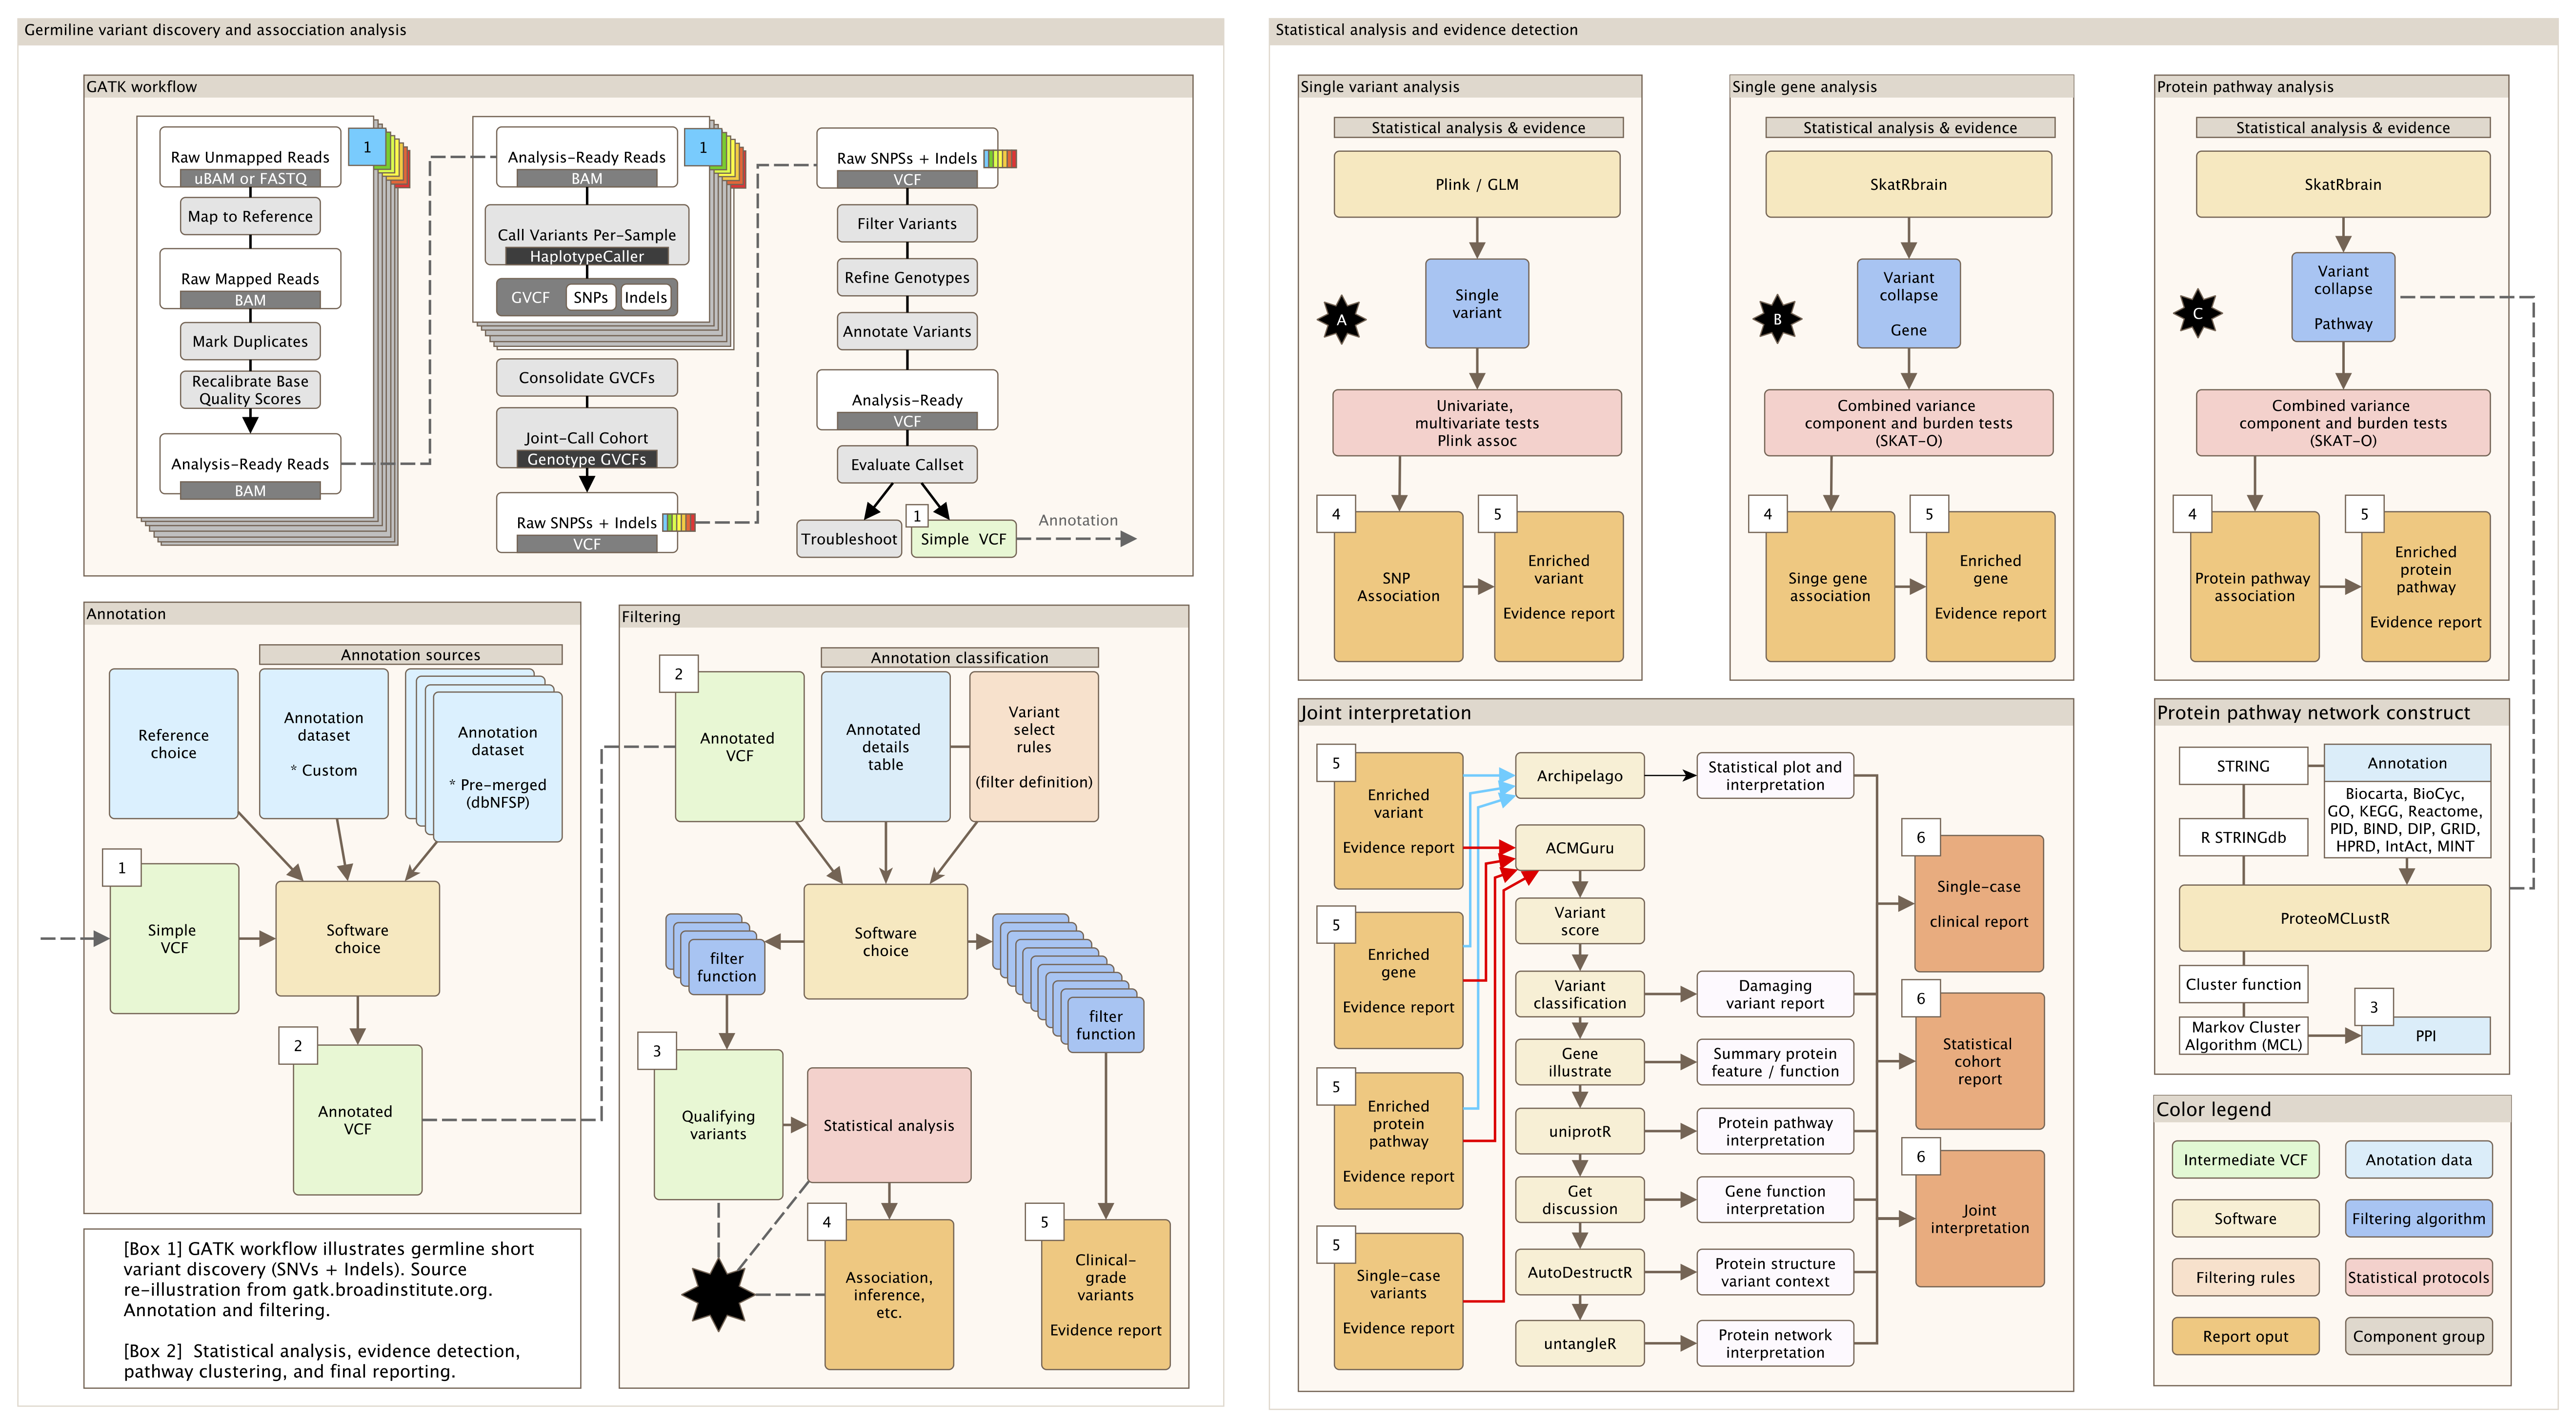 Germiline variant discovery and assocciation analysis
GATK workflow
1
Raw Unmapped Reads
uBAM or FASTQ
Map to Reference
Raw Mapped Reads
BAM
Mark Duplicates
Recalibrate Base
Quality Scores
Analysis-Ready Reads
BAM
1
Analysis-Ready Reads
BAM
Call Variants Per-Sample
HaplotypeCaller
GVCF SNPs Indels
Consolidate GVCFs
Joint-Call Cohort
Genotype GVCFs
Raw SNPSs + Indels
VCF
Raw SNPSs + Indels
VCF
Filter Variants
Refine Genotypes
Annotate Variants
Analysis-Ready
VCF
Evaluate Callset
Troubleshoot
1
Simple VCF
Annotation
Annotation
Annotation sources
Reference
choice
Annotation
dataset
* Custom
Annotation
dataset
* Pre-merged
(dbNFSP)
1
Simple
VCF
Software
choice
2
Annotated
VCF
Filtering
2
Annotated
VCF
Annotation classification
Annotated
details
table
Variant
select
rules
(filter definition)
Software
choice
filter
function
filter
function
3
Qualifying
variants
Statistical analysis
4
Association,
inference,
etc.
5
Clinical-
grade
variants
Evidence report
[Box 1] GATK workflow illustrates germline short
variant discovery (SNVs + Indels). Source
re-illustration from gatk.broadinstitute.org.
Annotation and filtering.
[Box 2] Statistical analysis, evidence detection,
pathway clustering, and final reporting.
Statistical analysis and evidence detection
Single variant analysis
Statistical analysis & evidence
Plink / GLM
Single
variant
A
Univariate,
multivariate tests
Plink assoc
4
SNP
Association
5
Enriched
variant
Evidence report
Single gene analysis
Statistical analysis & evidence
SkatRbrain
Variant
collapse
Gene
B
Combined variance
component and burden tests
(SKAT-O)
4
Singe gene
association
5
Enriched
gene
Evidence report
Protein pathway analysis
Statistical analysis & evidence
SkatRbrain
Variant
collapse
Pathway
C
Combined variance
component and burden tests
(SKAT-O)
4
Protein pathway
association
5
Enriched
protein
pathway
Evidence report
Joint interpretation
5
Enriched
variant
Evidence report
5
Enriched
gene
Evidence report
5
Enriched
protein
pathway
Evidence report
5
Single-case
variants
Evidence report
Archipelago
ACMGuru
Variant
score
Variant
classification
Gene
illustrate
uniprotR
Get
discussion
AutoDestructR
untangleR
Statistical plot and
interpretation
Damaging
variant report
Summary protein
feature / function
Protein pathway
interpretation
Gene function
interpretation
Protein structure
variant context
Protein network
interpretation
6
Single-case
clinical report
6
Statistical
cohort
report
6
Joint
interpretation
Protein pathway network construct
STRING
R STRINGdb
Annotation
Biocarta, BioCyc,
GO, KEGG, Reactome,
PID, BIND, DIP, GRID,
HPRD, IntAct, MINT
ProteoMCLustR
Cluster function
Markov Cluster
Algorithm (MCL)
3
PPI
Color legend
Intermediate VCF
Anotation data
Software
Filtering algorithm
Filtering rules
Statistical protocols
Report oput
Component group